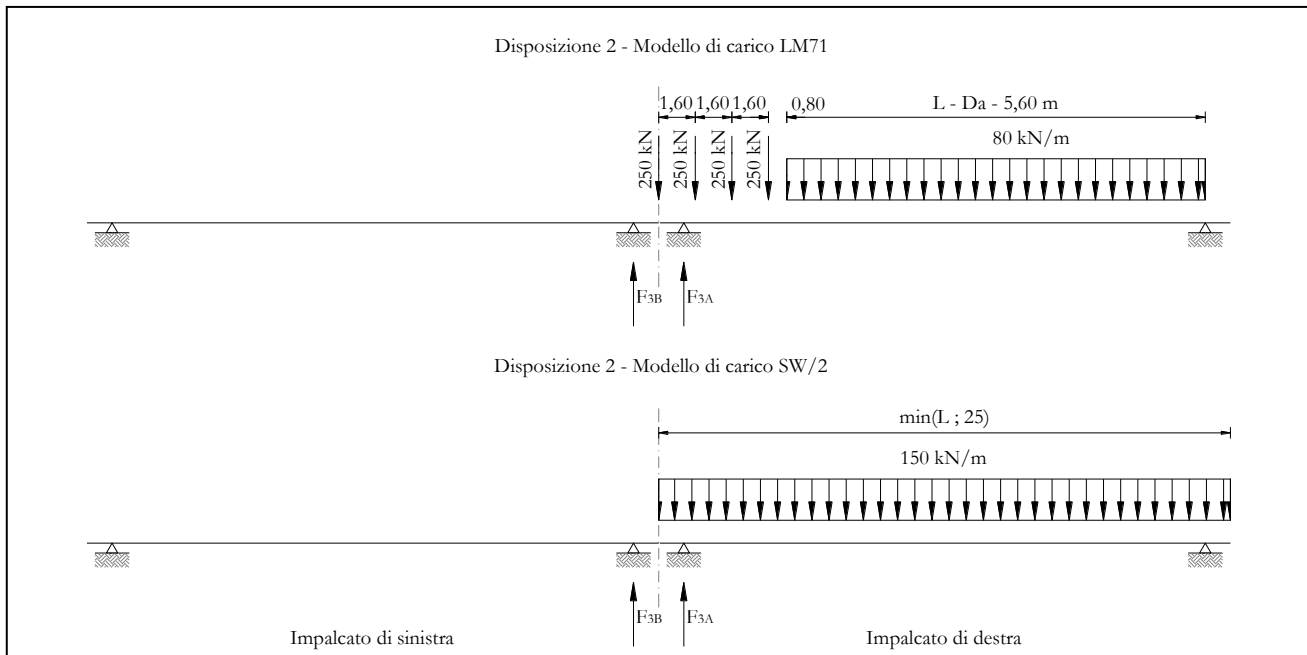 Disposizione 2 - Modello di carico LM71
1,60 1,60 1,60 0,80 L - Da - 5,60 m
250 kN 250 kN 250 kN 250 kN 80 kN/m
F3B F3A
Disposizione 2 - Modello di carico SW/2
min(L ; 25)
150 kN/m
F3B F3A
Impalcato di sinistra Impalcato di destra